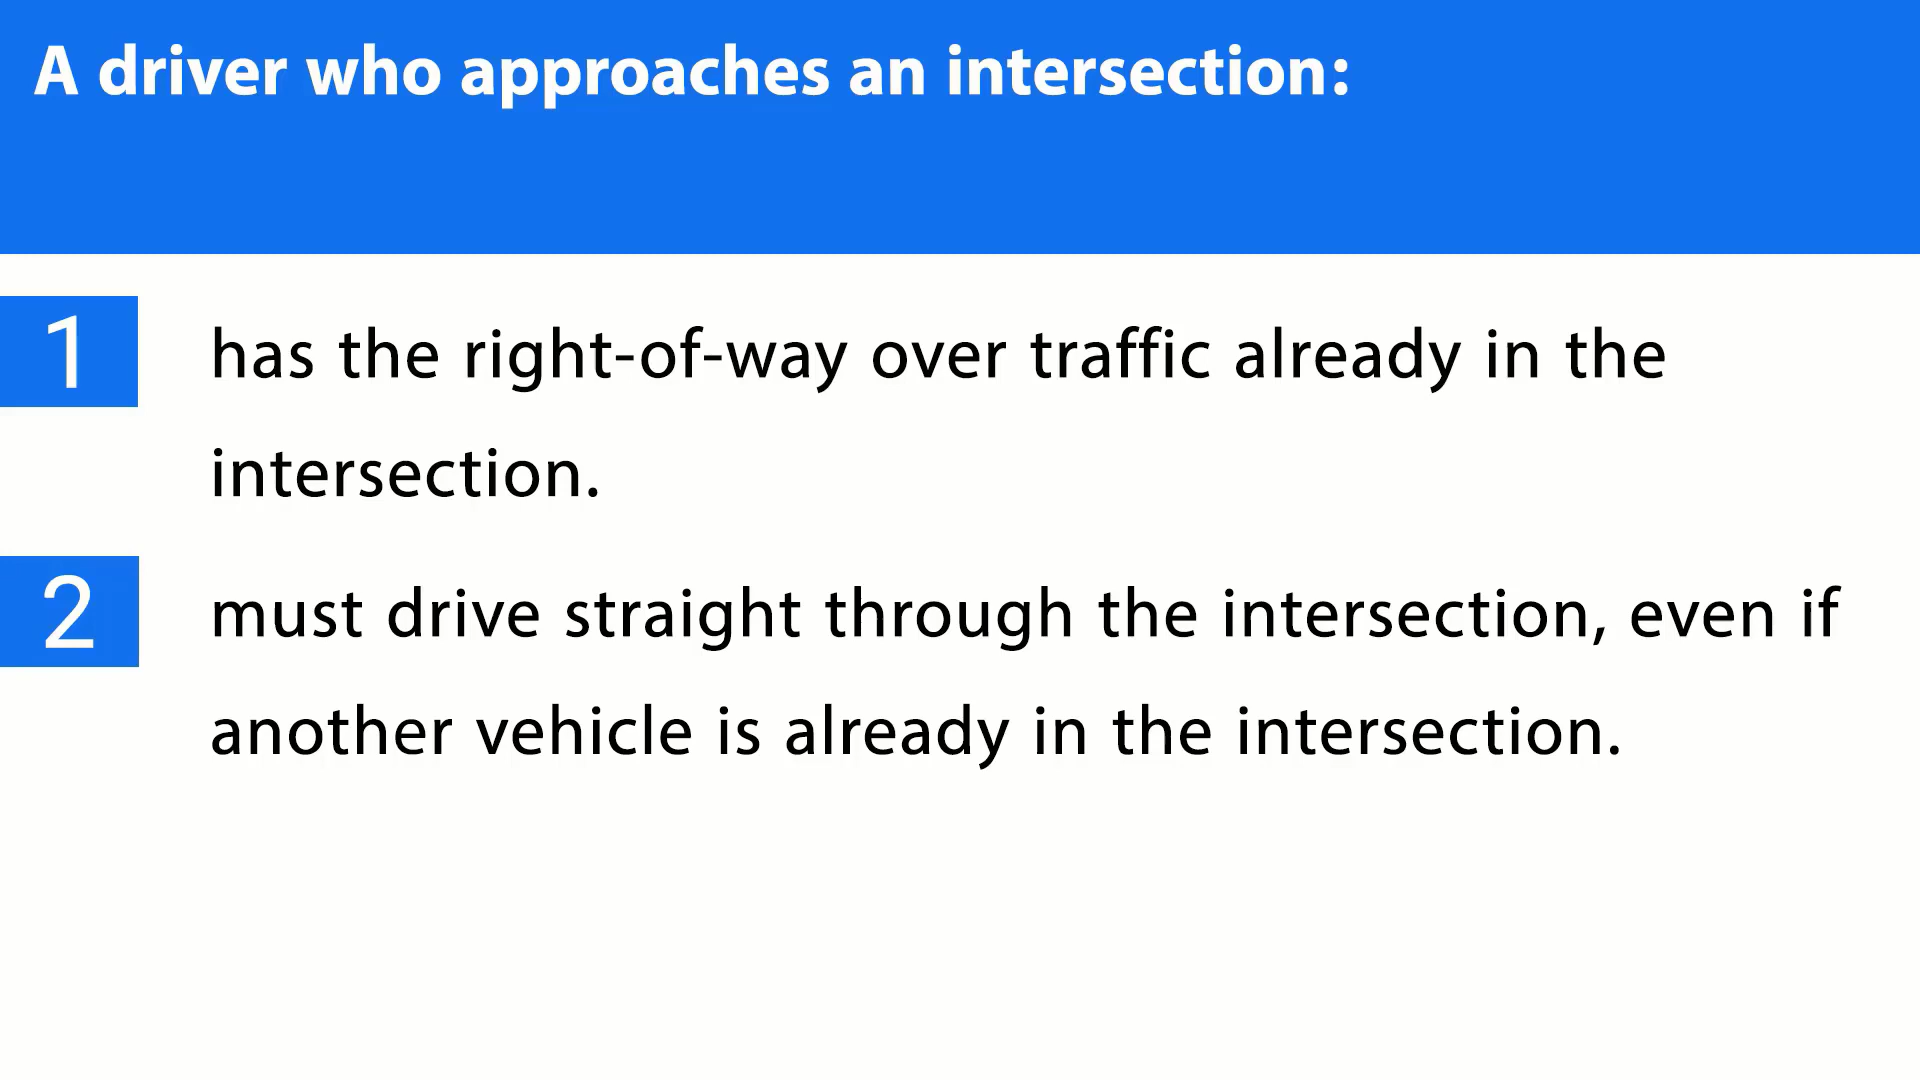 A driver who approaches an intersection:
1 has the right-of-way over traffic already in the
intersection.
2 must drive straight through the intersection, even if
another vehicle is already in the intersection.